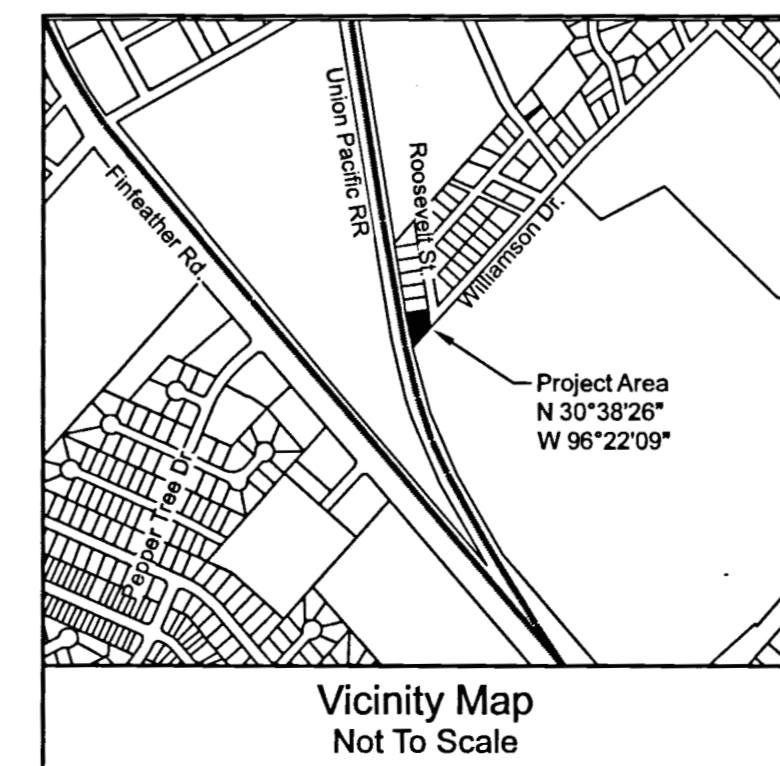 Union Pacific RR
Roosevelt St.
Finfeather Rd.
Williamson Dr.
Project Area
N 30°38'26"
W 96°22'09"
Pepper Tree Dr.
Vicinity Map
Not To Scale